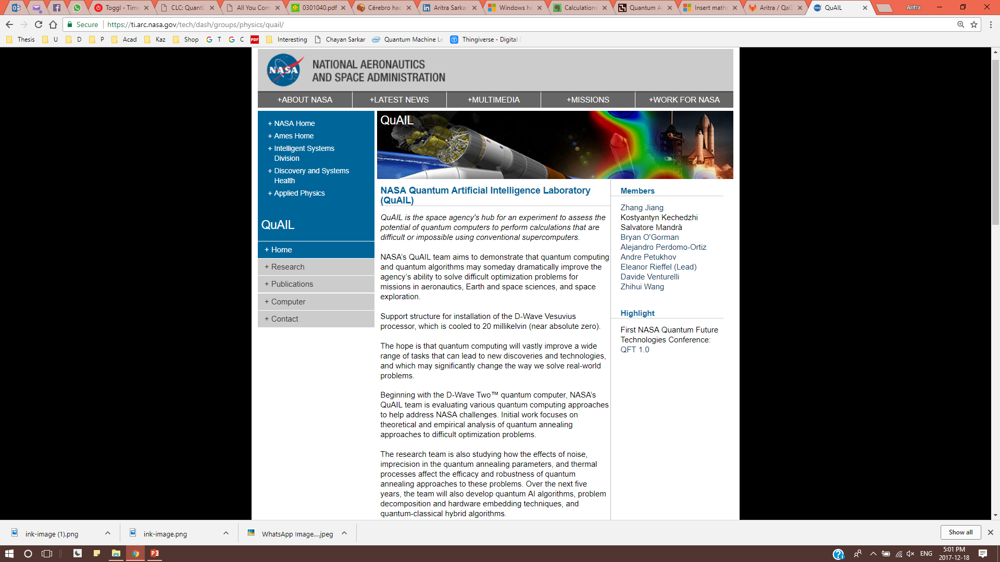 Toggl - Time
CLC: QuantL
All You Com
0301040.pdf
Cérebro hac
Aritra Sarka
Windows he
Calculations
Quantum A
Insert mathe
Aritra / QaG
QuAIL
Aritra
Secure
https://ti.arc.nasa.gov/tech/dash/groups/physics/quail/
Thesis
U
D
P
Acad
Kaz
Shop
T
C
PDF
Interesting
Chayan Sarkar
Quantum Machine Le
Thingiverse - Digital
NASA
NATIONAL AERONAUTICS
AND SPACE ADMINISTRATION
+ABOUT NASA
+LATEST NEWS
+MULTIMEDIA
+MISSIONS
+WORK FOR NASA
+ NASA Home
+ Ames Home
+ Intelligent Systems
Division
+ Discovery and Systems
Health
+ Applied Physics
QuAIL
+ Home
+ Research
+ Publications
+ Computer
+ Contact
QuAIL
NASA Quantum Artificial Intelligence Laboratory
(QuAIL)
QuAIL is the space agency's hub for an experiment to assess the
potential of quantum computers to perform calculations that are
difficult or impossible using conventional supercomputers.
NASA’s QuAIL team aims to demonstrate that quantum computing
and quantum algorithms may someday dramatically improve the
agency’s ability to solve difficult optimization problems for
missions in aeronautics, Earth and space sciences, and space
exploration.
Support structure for installation of the D-Wave Vesuvius
processor, which is cooled to 20 millikelvin (near absolute zero).
The hope is that quantum computing will vastly improve a wide
range of tasks that can lead to new discoveries and technologies,
and which may significantly change the way we solve real-world
problems.
Beginning with the D-Wave Two™ quantum computer, NASA’s
QuAIL team is evaluating various quantum computing approaches
to help address NASA challenges. Initial work focuses on
theoretical and empirical analysis of quantum annealing
approaches to difficult optimization problems.
The research team is also studying how the effects of noise,
imprecision in the quantum annealing parameters, and thermal
processes affect the efficacy and robustness of quantum
annealing approaches to these problems. Over the next five
years, the team will also develop quantum AI algorithms, problem
decomposition and hardware embedding techniques, and
quantum-classical hybrid algorithms.
Members
Zhang Jiang
Kostyantyn Kechedzhi
Salvatore Mandrà
Bryan O'Gorman
Alejandro Perdomo-Ortiz
Andre Petukhov
Eleanor Rieffel (Lead)
Davide Venturelli
Zhihui Wang
Highlight
First NASA Quantum Future
Technologies Conference:
QFT 1.0
ink-image (1).png
ink-image.png
WhatsApp Image....jpeg
Show all
ENG
5:01 PM
2017-12-18